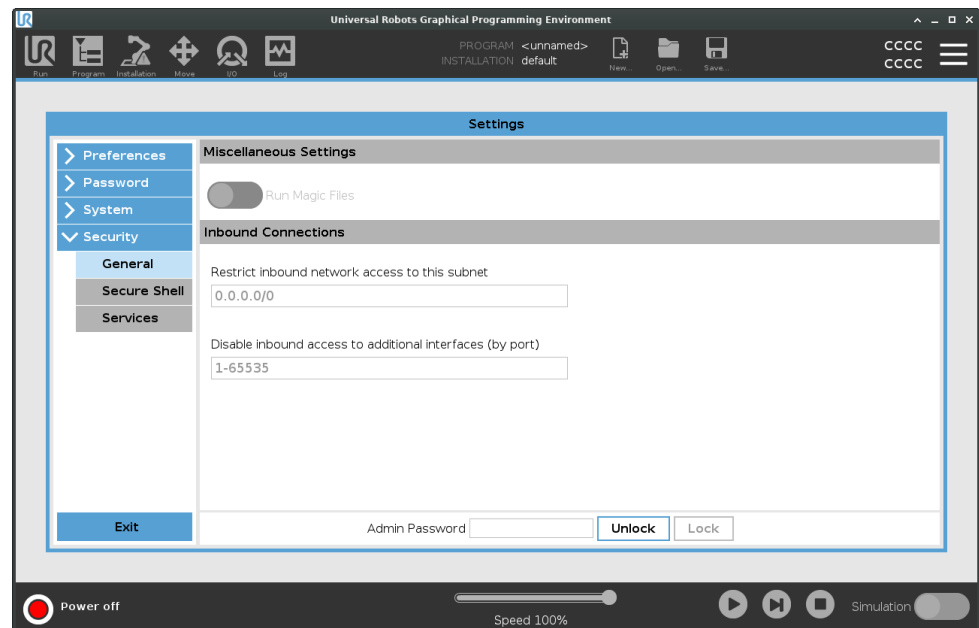 UR
Universal Robots Graphical Programming Environment
UR
PROGRAM <unnamed>
INSTALLATION default
CCCC
CCCC
Run Program Installation Move I/O Log New... Open... Save...
Settings
Preferences
Password
System
Security
General
Secure Shell
Services
Exit
Miscellaneous Settings
Run Magic Files
Inbound Connections
Restrict inbound network access to this subnet
0.0.0.0/0
Disable inbound access to additional interfaces (by port)
1-65535
Admin Password Unlock Lock
Power off
Speed 100%
Simulation